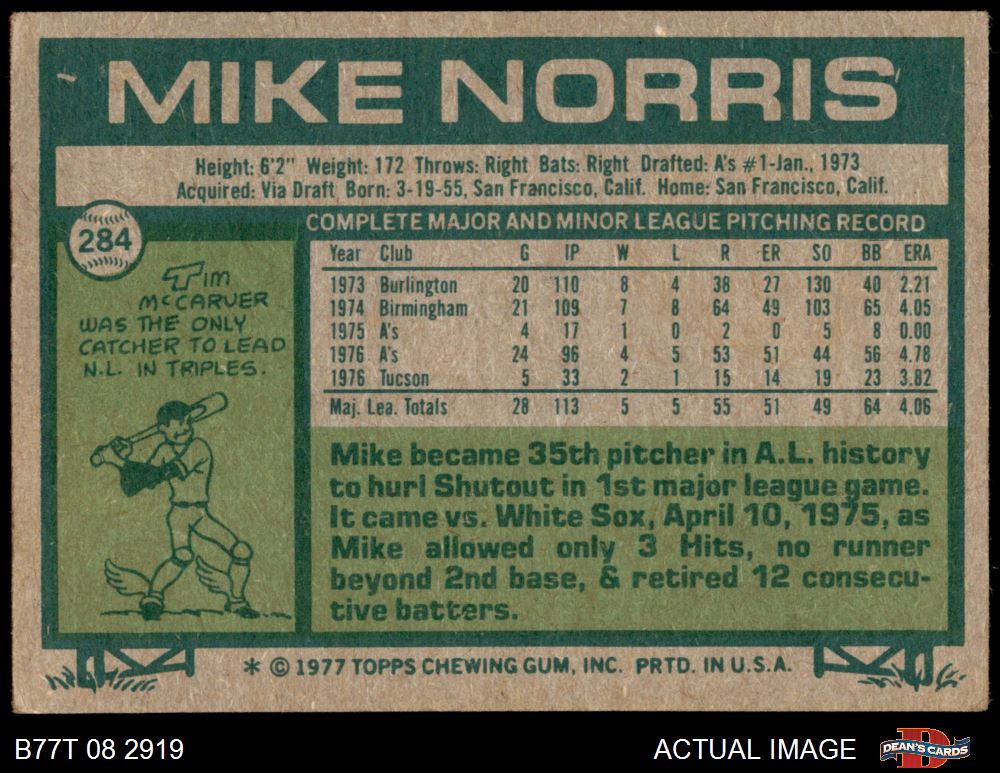 MIKE NORRIS
Height: 6'2" Weight: 172 Throws: Right Bats: Right Drafted: A's #1-Jan., 1973
Acquired: Via Draft Born: 3-19-55, San Francisco, Calif. Home: San Francisco, Calif.
284
COMPLETE MAJOR AND MINOR LEAGUE PITCHING RECORD
Year Club G IP W L R ER SO BB ERA
1973 Burlington 20 110 8 4 38 27 130 40 2.21
1974 Birmingham 21 109 7 8 64 49 103 65 4.05
1975 A's 4 17 1 0 2 0 5 8 0.00
1976 A's 24 96 4 5 53 51 44 56 4.78
1976 Tucson 5 33 2 1 15 14 19 23 3.82
Maj. Lea. Totals 28 113 5 5 55 51 49 64 4.06
Tim
McCARVER
WAS THE ONLY
CATCHER TO LEAD
N.L. IN TRIPLES.
Mike became 35th pitcher in A.L. history
to hurl Shutout in 1st major league game.
It came vs. White Sox, April 10, 1975, as
Mike allowed only 3 Hits, no runner
beyond 2nd base, & retired 12 consecu-
tive batters.
* © 1977 TOPPS CHEWING GUM, INC. PRTD. IN U.S.A.
B77T 08 2919
ACTUAL IMAGE
DEAN'S CARDS